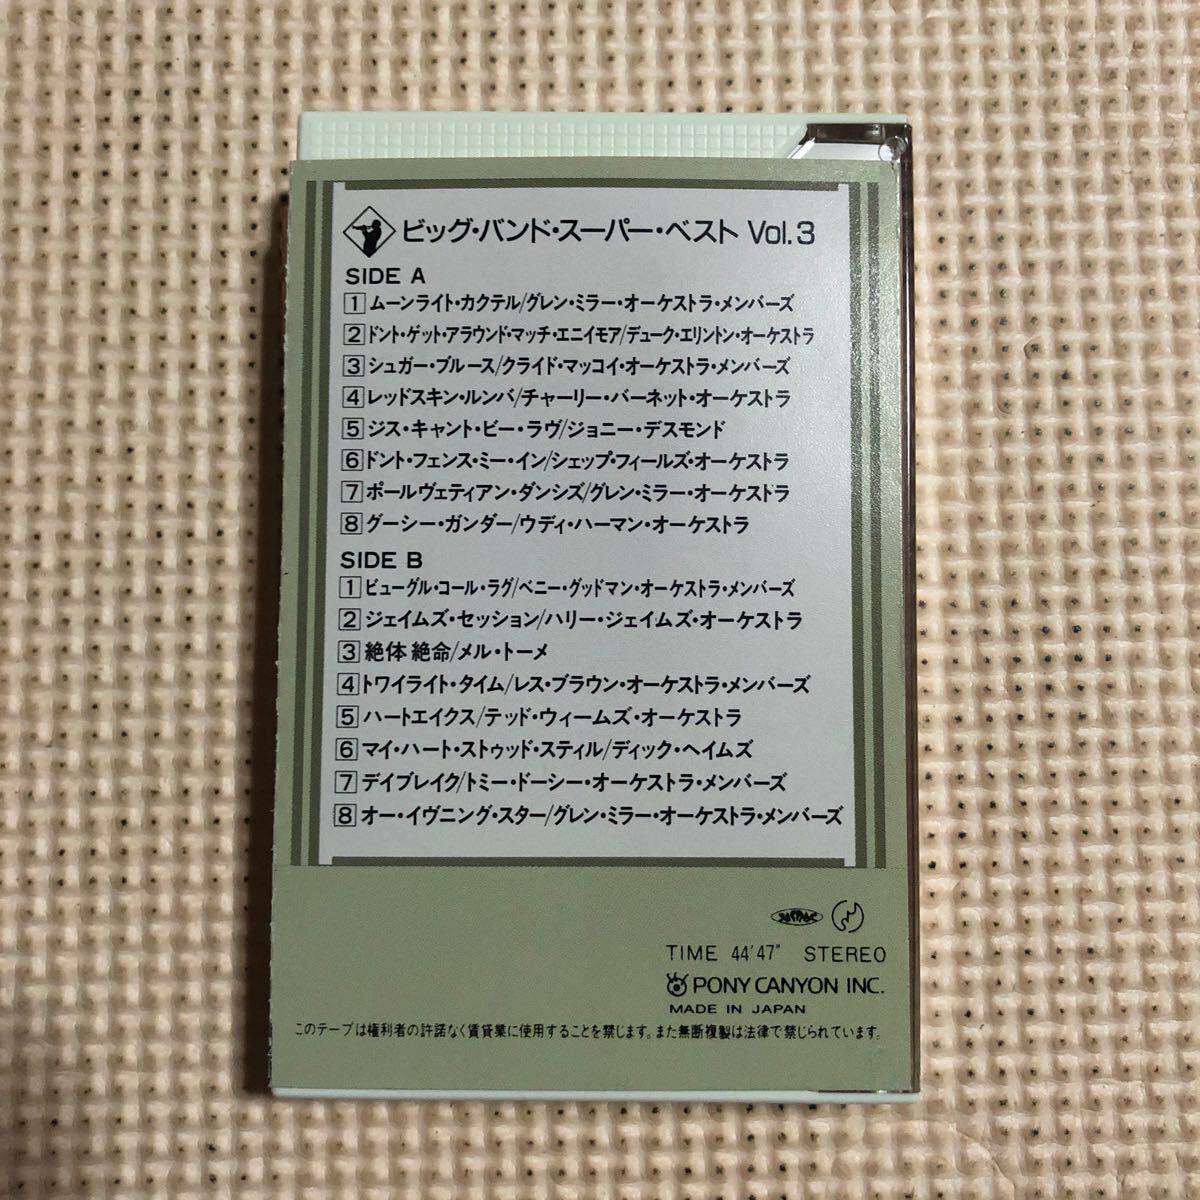 ビッグ・バンド・スーパー・ベスト Vol.3
SIDE A
1 ムーンライト・カクテル/グレン・ミラー・オーケストラ・メンバーズ
2 ドント・ゲット・アラウンド・マッチ・エニイモア/デューク・エリントン・オーケストラ
3 シュガー・ブルース/クライド・マッコイ・オーケストラ・メンバーズ
4 レッドスキン・ルンバ/チャーリー・バーネット・オーケストラ
5 ジス・キャント・ビー・ラヴ/ジョニー・デスモンド
6 ドント・フェンス・ミー・イン/シェップ・フィールズ・オーケストラ
7 ポールヴェティアン・ダンシズ/グレン・ミラー・オーケストラ
8 グーシー・ガンダー/ウディ・ハーマン・オーケストラ
SIDE B
1 ビューグル・コール・ラグ/ベニー・グッドマン・オーケストラ・メンバーズ
2 ジェイムズ・セッション/ハリー・ジェイムズ・オーケストラ
3 絶体絶命/メル・トーメ
4 トワイライト・タイム/レス・ブラウン・オーケストラ・メンバーズ
5 ハートエイクス/テッド・ウィームズ・オーケストラ
6 マイ・ハート・ストゥッド・スティル/ディック・ヘイムズ
7 デイブレイク/トミー・ドーシー・オーケストラ・メンバーズ
8 オー・イヴニング・スター/グレン・ミラー・オーケストラ・メンバーズ
JASRAC
TIME 44'47" STEREO
PONY CANYON INC.
MADE IN JAPAN
このテープは権利者の許諾なく賃貸業に使用することを禁じます。また無断複製は法律で禁じられています。